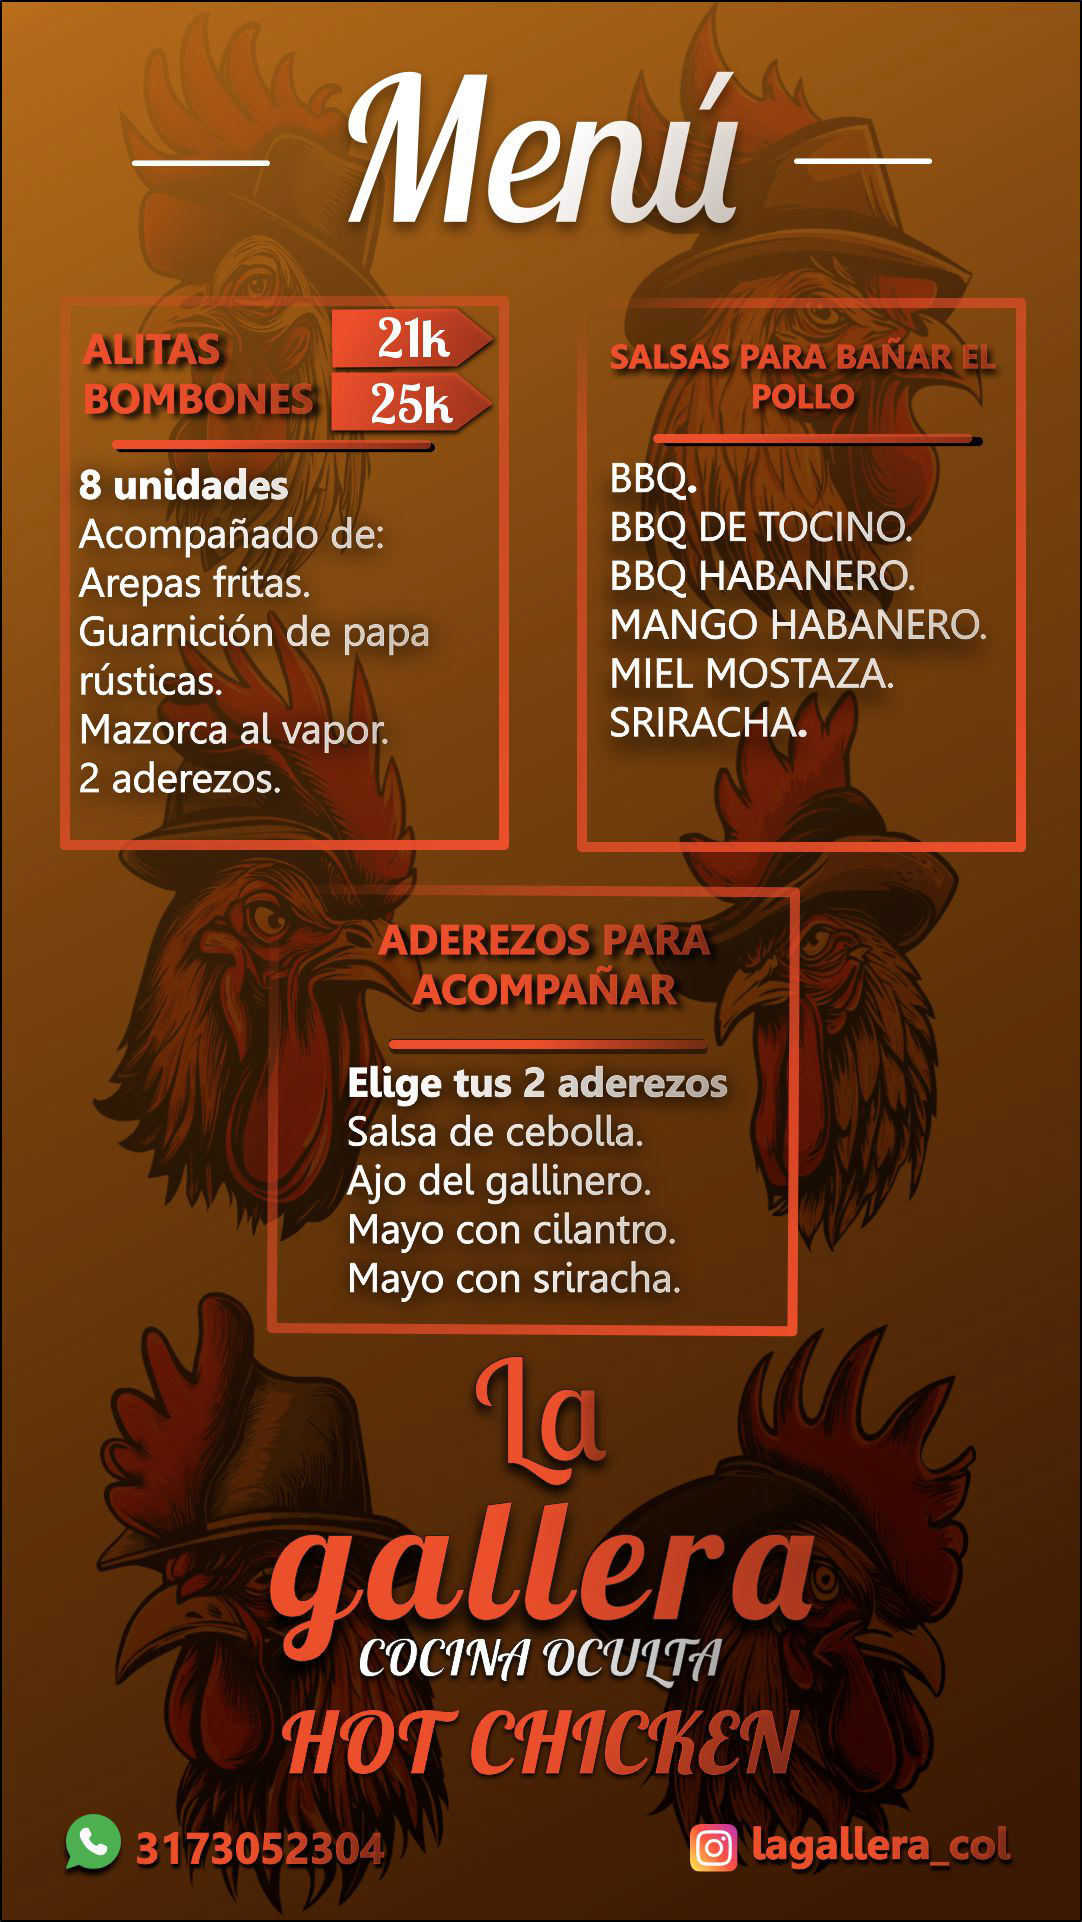 Menú
ALITAS 21k
BOMBONES 25k
8 unidades
Acompañado de:
Arepas fritas.
Guarnición de papa
rústicas.
Mazorca al vapor.
2 aderezos.
SALSAS PARA BAÑAR EL
POLLO
BBQ.
BBQ DE TOCINO.
BBQ HABANERO.
MANGO HABANERO.
MIEL MOSTAZA.
SRIRACHA.
ADEREZOS PARA
ACOMPAÑAR
Elige tus 2 aderezos
Salsa de cebolla.
Ajo del gallinero.
Mayo con cilantro.
Mayo con sriracha.
La
gallera
COCINA OCULTA
HOT CHICKEN
3173052304
lagallera_col